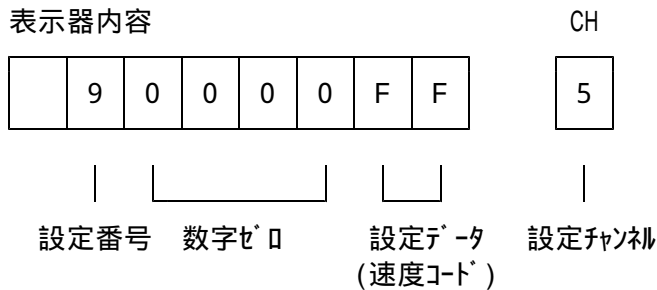 表示器内容 CH
9 0 0 0 0 F F 5
設定番号 数字ｾﾞﾛ 設定ﾃﾞｰﾀ 設定ﾁｬﾝﾈﾙ
(速度ｺｰﾄﾞ)